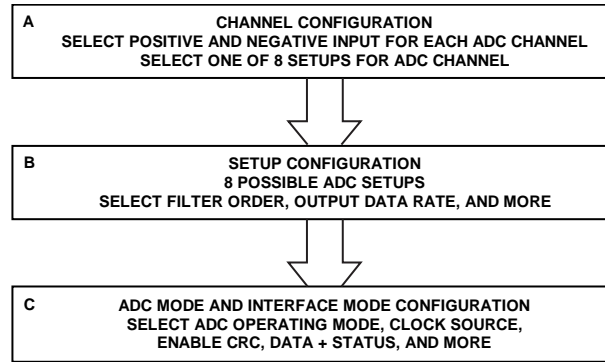 A
CHANNEL CONFIGURATION
SELECT POSITIVE AND NEGATIVE INPUT FOR EACH ADC CHANNEL
SELECT ONE OF 8 SETUPS FOR ADC CHANNEL
B
SETUP CONFIGURATION
8 POSSIBLE ADC SETUPS
SELECT FILTER ORDER, OUTPUT DATA RATE, AND MORE
C
ADC MODE AND INTERFACE MODE CONFIGURATION
SELECT ADC OPERATING MODE, CLOCK SOURCE,
ENABLE CRC, DATA + STATUS, AND MORE